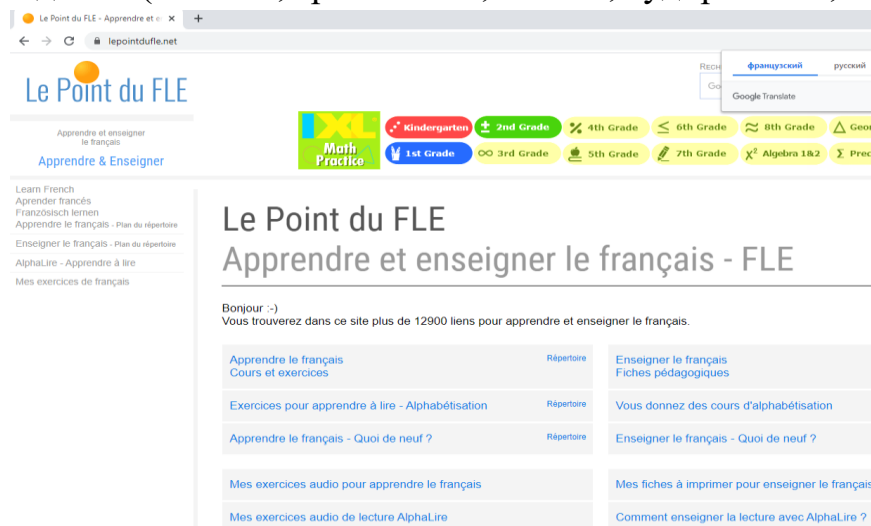 Le Point du FLE - Apprendre et e
lepointdufle.net
Le Point du FLE
французский
русский
Google Translate
Apprendre et enseigner
le français
Apprendre & Enseigner
IXL
Math
Practice
Kindergarten
2nd Grade
4th Grade
6th Grade
8th Grade
1st Grade
3rd Grade
5th Grade
7th Grade
Algebra 1&2
Learn French
Aprender francés
Französisch lernen
Apprendre le français - Plan du répertoire
Enseigner le français - Plan du répertoire
AlphaLire - Apprendre à lire
Mes exercices de français
Le Point du FLE
Apprendre et enseigner le français - FLE
Bonjour :-)
Vous trouverez dans ce site plus de 12900 liens pour apprendre et enseigner le français.
Apprendre le français
Répertoire
Cours et exercices
Enseigner le français
Fiches pédagogiques
Exercices pour apprendre à lire - Alphabétisation
Répertoire
Vous donnez des cours d'alphabétisation
Apprendre le français - Quoi de neuf ?
Répertoire
Enseigner le français - Quoi de neuf ?
Mes exercices audio pour apprendre le français
Mes fiches à imprimer pour enseigner le français
Mes exercices audio de lecture AlphaLire
Comment enseigner la lecture avec AlphaLire ?